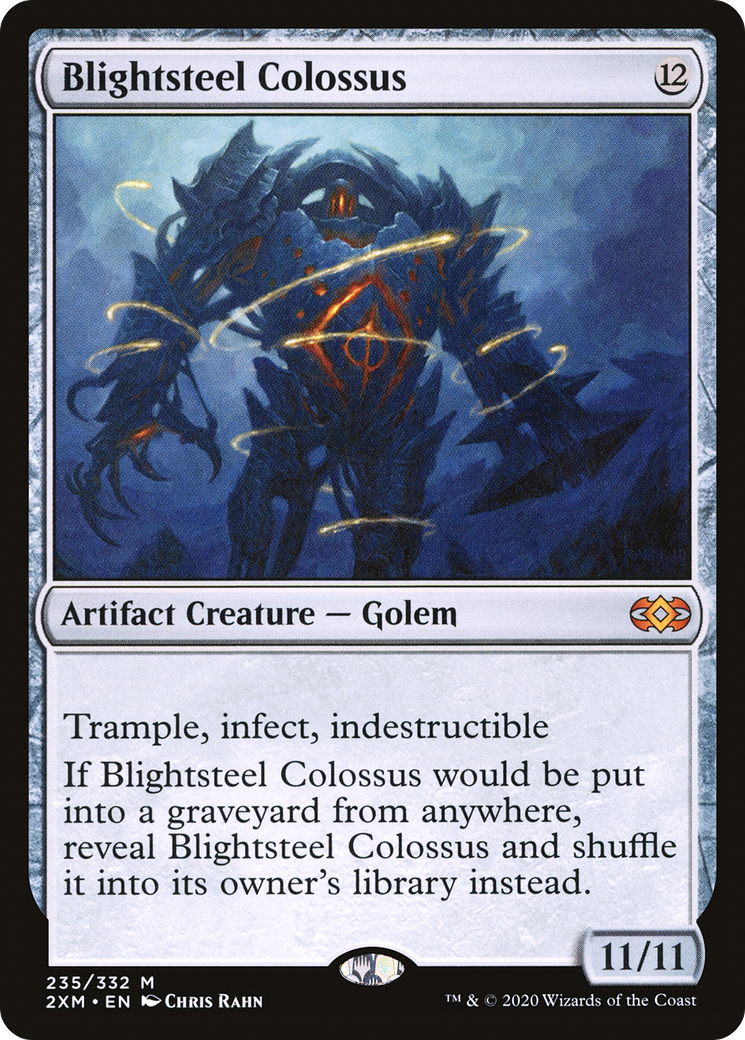 Blightsteel Colossus 12
Artifact Creature — Golem
Trample, infect, indestructible
If Blightsteel Colossus would be put
into a graveyard from anywhere,
reveal Blightsteel Colossus and shuffle
it into its owner's library instead.
11/11
235/332 M
2XM • EN Chris Rahn
™ & © 2020 Wizards of the Coast